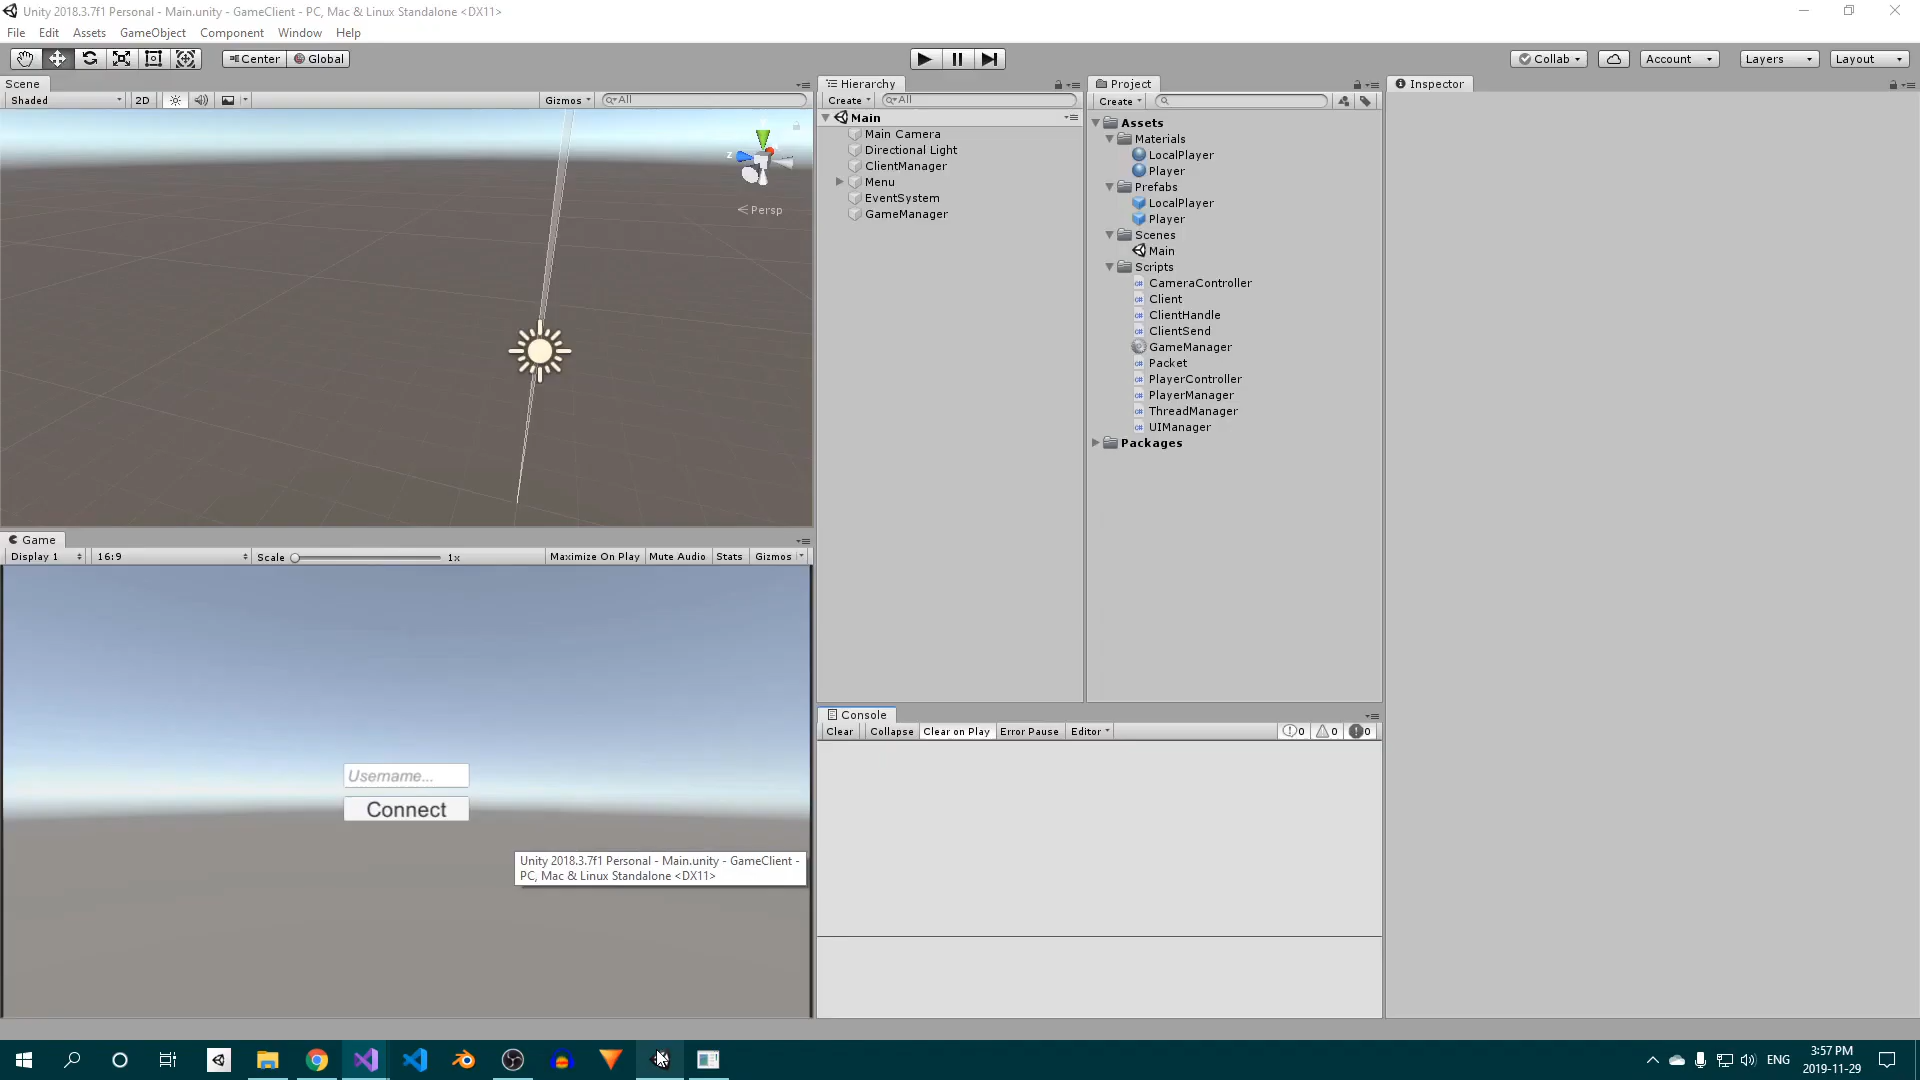 Unity 2018.3.7f1 Personal - Main.unity - GameClient - PC, Mac & Linux Standalone <DX11>
File Edit Assets GameObject Component Window Help
Center Global Collab Account Layers Layout
Scene
Shaded 2D Gizmos All
Persp
Hierarchy
Create All
Main
Main Camera
Directional Light
ClientManager
Menu
EventSystem
GameManager
Project
Create
Assets
Materials
LocalPlayer
Player
Prefabs
LocalPlayer
Player
Scenes
Main
Scripts
CameraController
Client
ClientHandle
ClientSend
GameManager
Packet
PlayerController
PlayerManager
ThreadManager
UIManager
Packages
Inspector
Game
Display 1 16:9 Scale 1x Maximize On Play Mute Audio Stats Gizmos
Username...
Connect
Unity 2018.3.7f1 Personal - Main.unity - GameClient -
PC, Mac & Linux Standalone <DX11>
Console
Clear Collapse Clear on Play Error Pause Editor 0 0 0
ENG
3:57 PM
2019-11-29